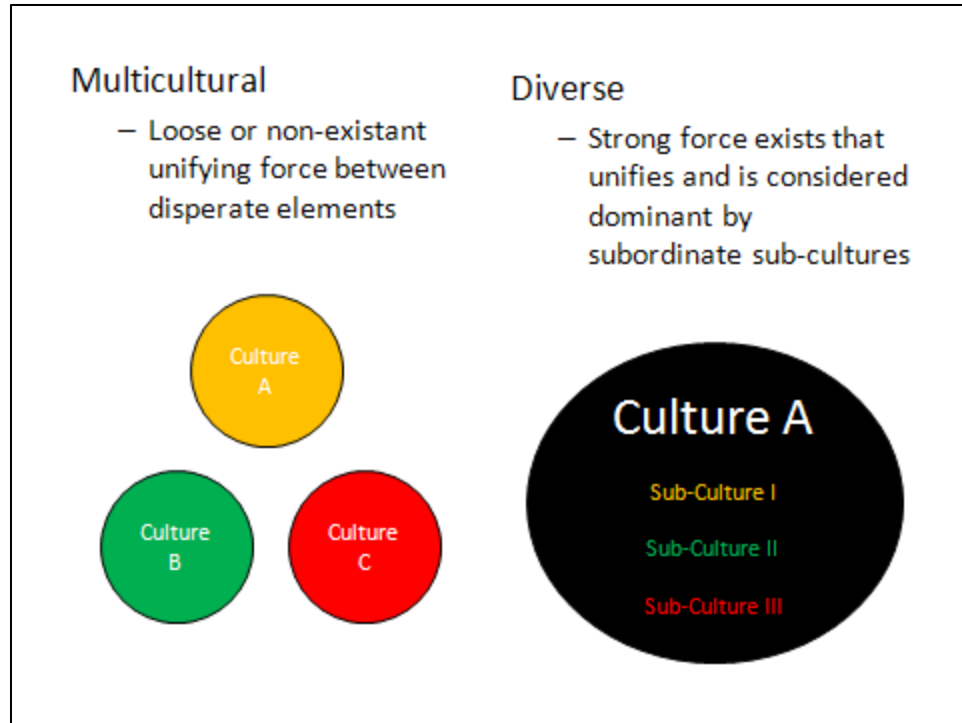 Multicultural
– Loose or non-existant
unifying force between
disperate elements
Diverse
– Strong force exists that
unifies and is considered
dominant by
subordinate sub-cultures
Culture
A
Culture
B
Culture
C
Culture A
Sub-Culture I
Sub-Culture II
Sub-Culture III